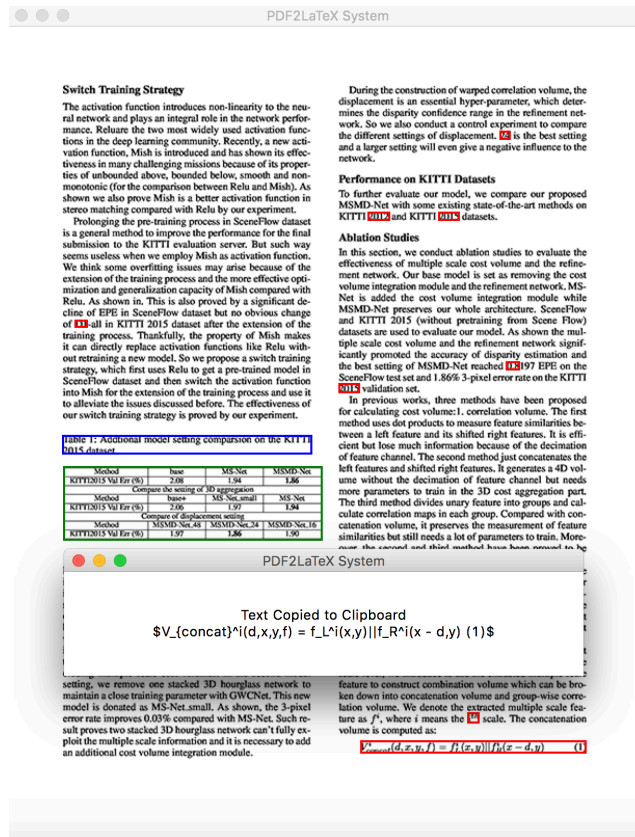 PDF2LaTeX System
Switch Training Strategy
The activation function introduces non-linearity to the neu-
ral network and plays an integral role in the network perfor-
mance. Reluare the two most widely used activation func-
tions in the deep learning community. Recently, a new acti-
vation function, Mish is introduced and has shown its effec-
tiveness in many challenging missions because of its proper-
ties of unbounded above, bounded below, smooth and non-
monotonic (for the comparison between Relu and Mish). As
shown we also prove Mish is a better activation function in
stereo matching compared with Relu by our experiment.
Prolonging the pre-training process in SceneFlow dataset
is a general method to improve the performance for the final
submission to the KITTI evaluation server. But such way
seems useless when we employ Mish as activation function.
We think some overfitting issues may arise because of the
extension of the training process and the more effective opti-
mization and generalization capacity of Mish compared with
Relu. As shown in. This is also proved by a significant de-
cline of EPE in SceneFlow dataset but no obvious change
of D1-all in KITTI 2015 dataset after the extension of the
training process. Thankfully, the property of Mish makes
it can directly replace activation functions like Relu with-
out retraining a new model. So we propose a switch training
strategy, which first uses Relu to get a pre-trained model in
SceneFlow dataset and then switch the activation function
into Mish for the extension of the training process and use it
to alleviate the issues discussed before. The effectiveness of
our switch training strategy is proved by our experiment.
Table 1: Addtional model setting comparsion on the KITTI
2015 dataset
Method base MS-Net MSMD-Net
KITTI2015 Val Err (%) 2.08 1.94 1.86
Compare the setting of 3D aggregation
Method base+ MS-Net_small MS-Net
KITTI2015 Val Err (%) 2.06 1.97 1.94
Compare of displacement setting
Method MSMD-Net_48 MSMD-Net_24 MSMD-Net_16
KITTI2015 Val Err (%) 1.97 1.86 1.90
setting, we remove one stacked 3D hourglass network to
maintain a close training parameter with GWCNet. This new
model is donated as MS-Net_small. As shown, the 3-pixel
error rate improves 0.03% compared with MS-Net. Such re-
sult proves two stacked 3D hourglass network can't fully ex-
ploit the multiple scale information and it is necessary to add
an additional cost volume integration module.
During the construction of warped correlation volume, the
displacement is an essential hyper-parameter, which deter-
mines the disparity confidence range in the refinement net-
work. So we also conduct a control experiment to compare
the different settings of displacement. 24 is the best setting
and a larger setting will even give a negative influence to the
network.
Performance on KITTI Datasets
To further evaluate our model, we compare our proposed
MSMD-Net with some existing state-of-the-art methods on
KITTI 2012 and KITTI 2015 datasets.
Ablation Studies
In this section, we conduct ablation studies to evaluate the
effectiveness of multiple scale cost volume and the refine-
ment network. Our base model is set as removing the cost
volume integration module and the refinement network. MS-
Net is added the cost volume integration module while
MSMD-Net preserves our whole architecture. SceneFlow
and KITTI 2015 (without pretraining from Scene Flow)
datasets are used to evaluate our model. As shown the mul-
tiple scale cost volume and the refinement network signif-
icantly promoted the accuracy of disparity estimation and
the best setting of MSMD-Net reached 0.8197 EPE on the
SceneFlow test set and 1.86% 3-pixel error rate on the KITTI
2015 validation set.
In previous works, three methods have been proposed
for calculating cost volume:1. correlation volume. The first
method uses dot products to measure feature similarities be-
tween a left feature and its shifted right features. It is effi-
cient but lose much information because of the decimation
of feature channel. The second method just concatenates the
left features and shifted right features. It generates a 4D vol-
ume without the decimation of feature channel but needs
more parameters to train in the 3D cost aggregation part.
The third method divides unary feature into groups and cal-
culate correlation maps in each group. Compared with con-
catenation volume, it preserves the measurement of feature
similarities but still needs a lot of parameters to train. More-
over, the second and third method have been proved to be
feature to construct combination volume which can be bro-
ken down into concatenation volume and group-wise corre-
lation volume. We denote the extracted multiple scale fea-
ture as f^i, where i means the scale. The concatenation
volume is computed as:
V^i_concat(d, x, y, f) = f^i_L(x, y)||f^i_R(x − d, y) (1)
PDF2LaTeX System
Text Copied to Clipboard
$V_{concat}^i(d,x,y,f) = f_L^i(x,y)||f_R^i(x - d,y) (1)$